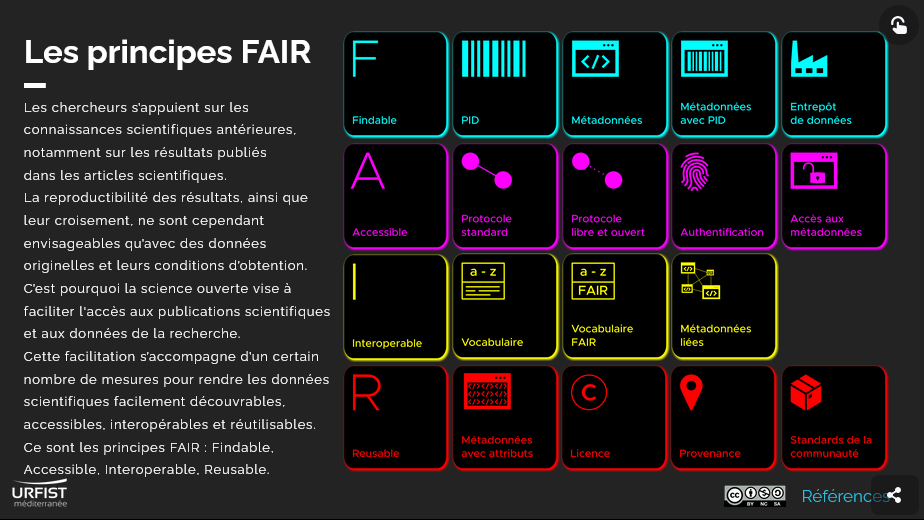 Les principes FAIR
Les chercheurs s'appuient sur les
connaissances scientifiques antérieures,
notamment sur les résultats publiés
dans les articles scientifiques.
La reproductibilité des résultats, ainsi que
leur croisement, ne sont cependant
envisageables qu'avec des données
originelles et leurs conditions d'obtention.
C'est pourquoi la science ouverte vise à
faciliter l'accès aux publications scientifiques
et aux données de la recherche.
Cette facilitation s'accompagne d'un certain
nombre de mesures pour rendre les données
scientifiques facilement découvrables,
accessibles, interopérables et réutilisables.
Ce sont les principes FAIR : Findable,
Accessible, Interoperable, Reusable.
F
Findable
PID
</>
Métadonnées
Métadonnées
avec PID
Entrepôt
de données
A
Accessible
Protocole
standard
Protocole
libre et ouvert
Authentification
Accès aux
métadonnées
I
Interoperable
a - z
Vocabulaire
a - z
FAIR
Vocabulaire
FAIR
Métadonnées
liées
R
Reusable
Métadonnées
avec attributs
C
Licence
Provenance
Standards de la
communauté
URFIST
méditerranée
CC BY NC SA
Références